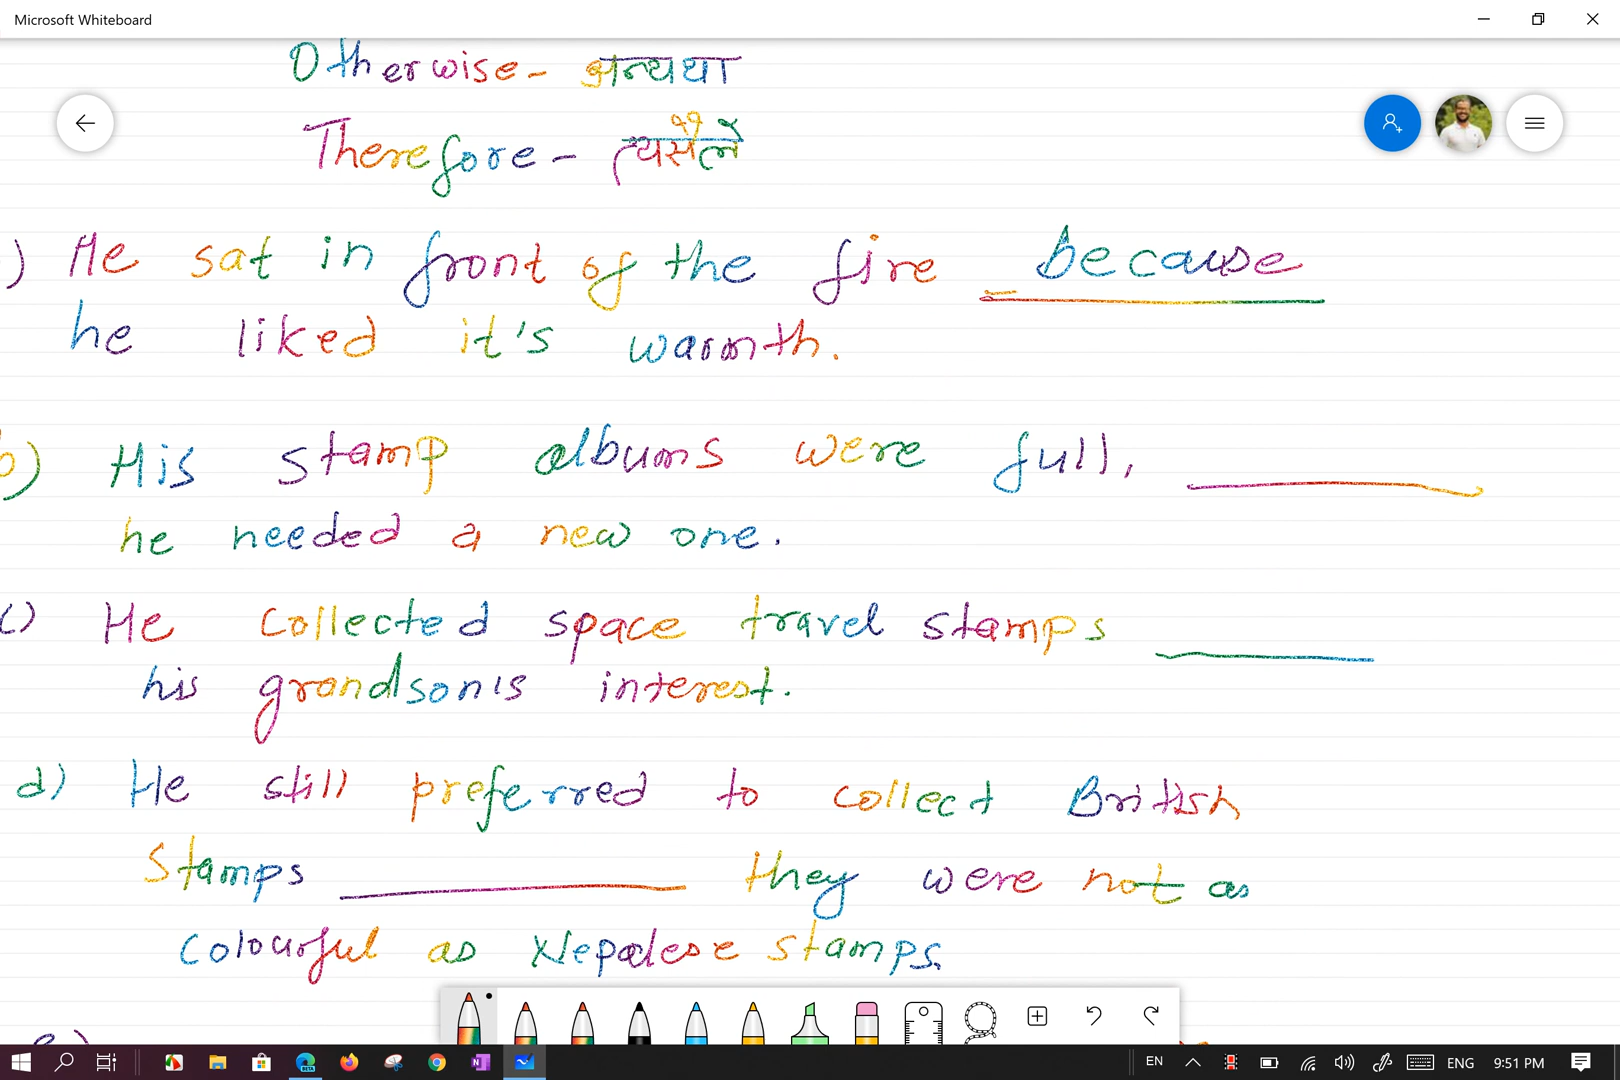 Microsoft Whiteboard
Otherwise- अन्यथा
Therefore- त्यसैले
) He sat in front of the fire because
he liked it's warmth.
b) His stamp albums were full,
he needed a new one.
c) He collected space travel stamps
his grandson's interest.
d) He still preferred to collect British
Stamps they were not as
Colourful as Nepalese stamps.
e)
EN
ENG
9:51 PM